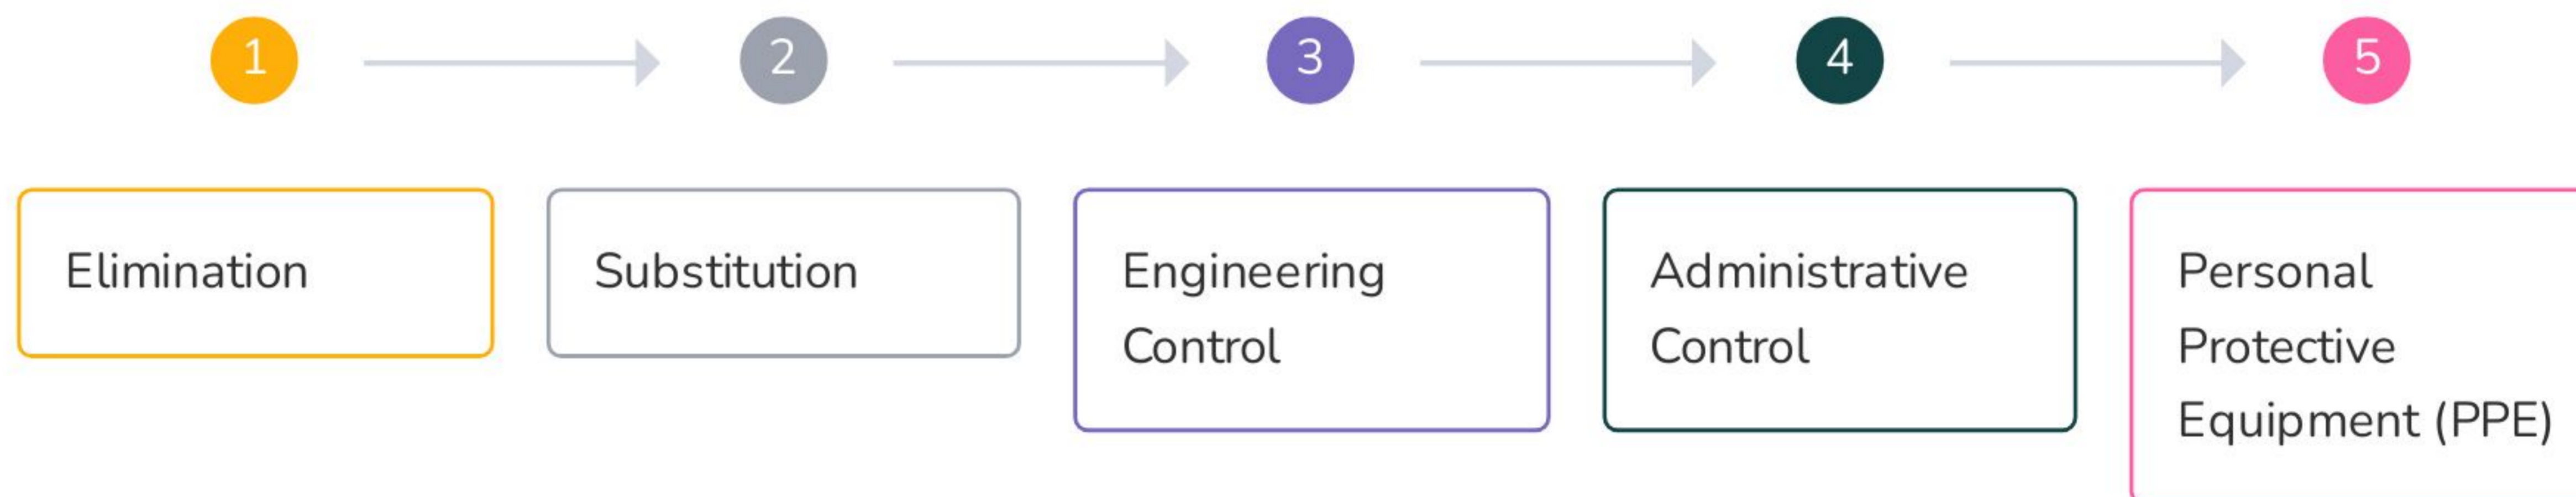 1
2
3
4
5
Elimination
Substitution
Engineering
Control
Administrative
Control
Personal
Protective
Equipment (PPE)